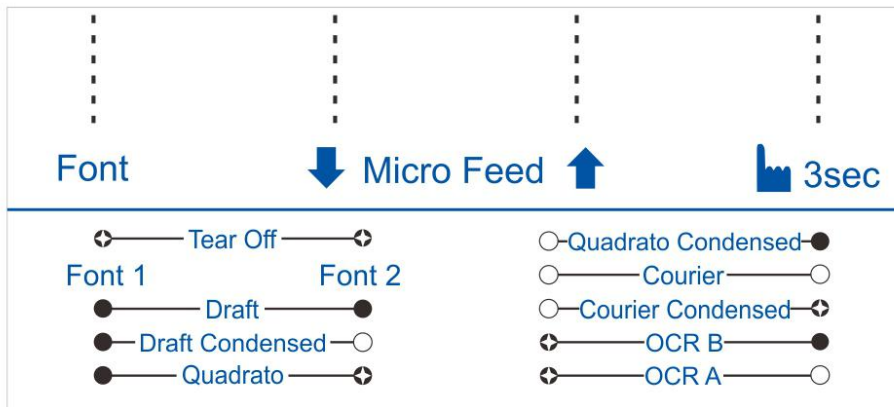 Font Micro Feed 3sec
Tear Off
Font 1 Font 2
Draft
Draft Condensed
Quadrato
Quadrato Condensed
Courier
Courier Condensed
OCR B
OCR A